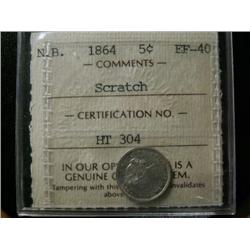 N.B. 1864 5¢ EF-40
— COMMENTS —
Scratch
— CERTIFICATION NO. —
HT 304
IN OUR OP IS A
GENUINE EM.
Tampering with this validates
above